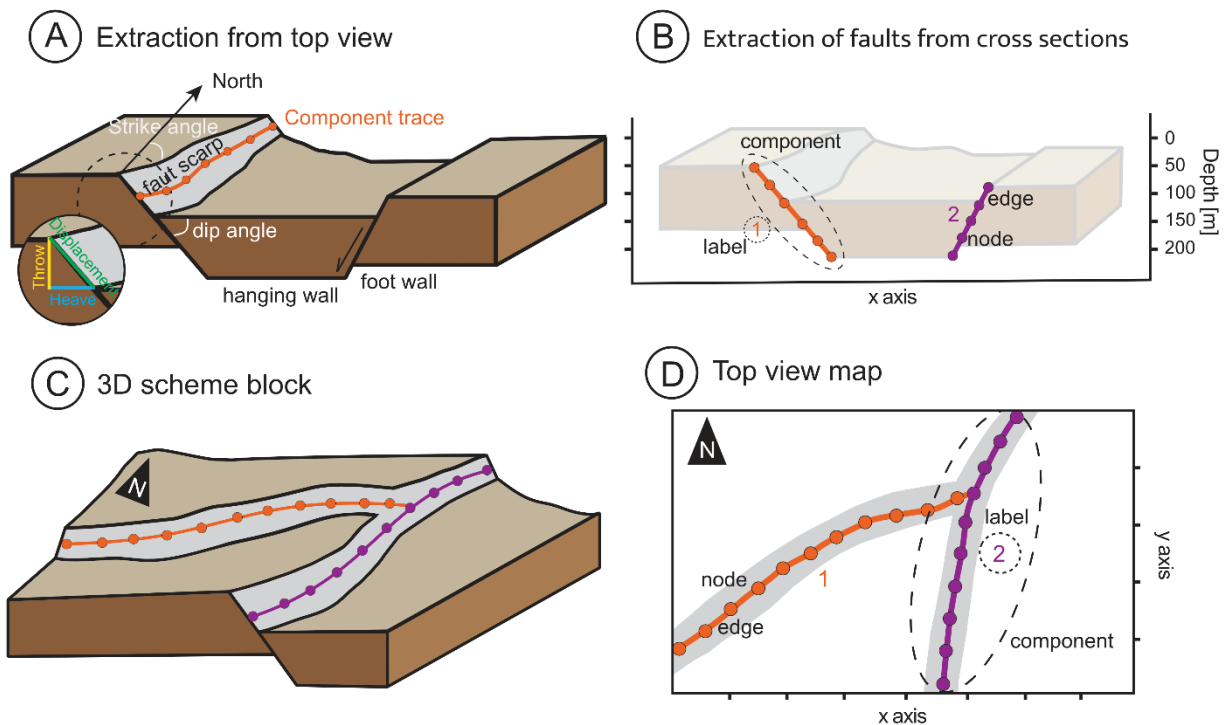 A Extraction from top view
North
Strike angle
Component trace
faut scarp
dip angle
Displacement
Throw
Heave
hanging wall
foot wall
B Extraction of faults from cross sections
component
0
50
100
150
200
Depth [m]
edge
2
node
label 1
x axis
C 3D scheme block
N
D Top view map
N
label
2
node
1
edge
component
y axis
x axis